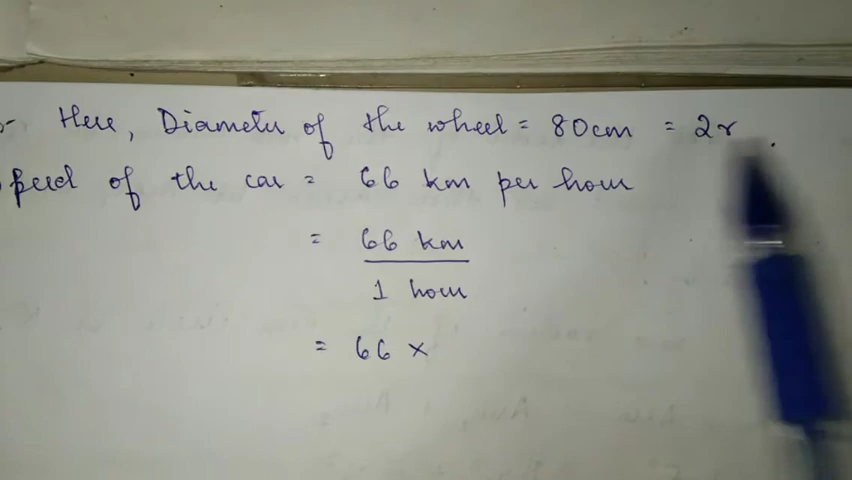 Here, Diameter of the wheel = 80cm = 2r
Speed of the car = 66 km per hour
= 66 km
1 hour
= 66 ×